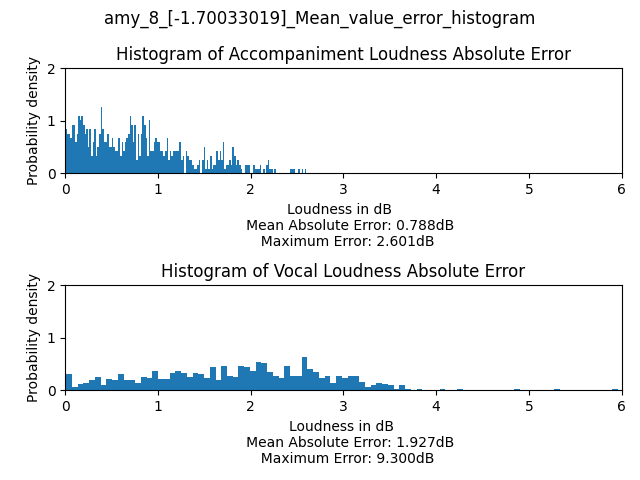 amy_8_[-1.70033019]_Mean_value_error_histogram
Histogram of Accompaniment Loudness Absolute Error
Probability density
2
1
0
0 1 2 3 4 5 6
Loudness in dB
Mean Absolute Error: 0.788dB
Maximum Error: 2.601dB
Histogram of Vocal Loudness Absolute Error
Probability density
2
1
0
0 1 2 3 4 5 6
Loudness in dB
Mean Absolute Error: 1.927dB
Maximum Error: 9.300dB